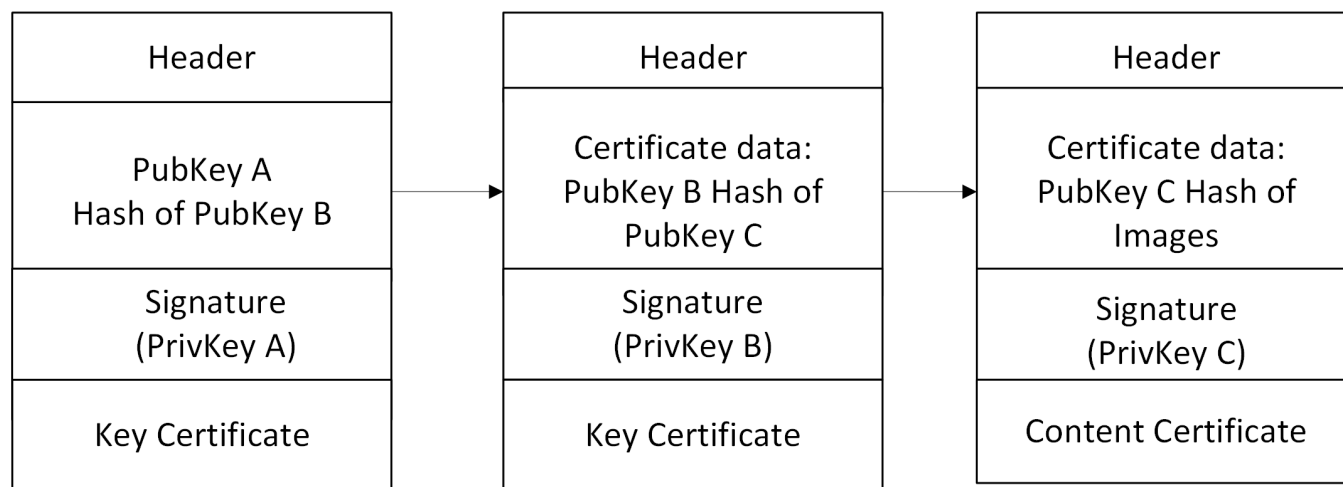 Header
PubKey A
Hash of PubKey B
Signature
(PrivKey A)
Key Certificate
Header
Certificate data:
PubKey B Hash of
PubKey C
Signature
(PrivKey B)
Key Certificate
Header
Certificate data:
PubKey C Hash of
Images
Signature
(PrivKey C)
Content Certificate